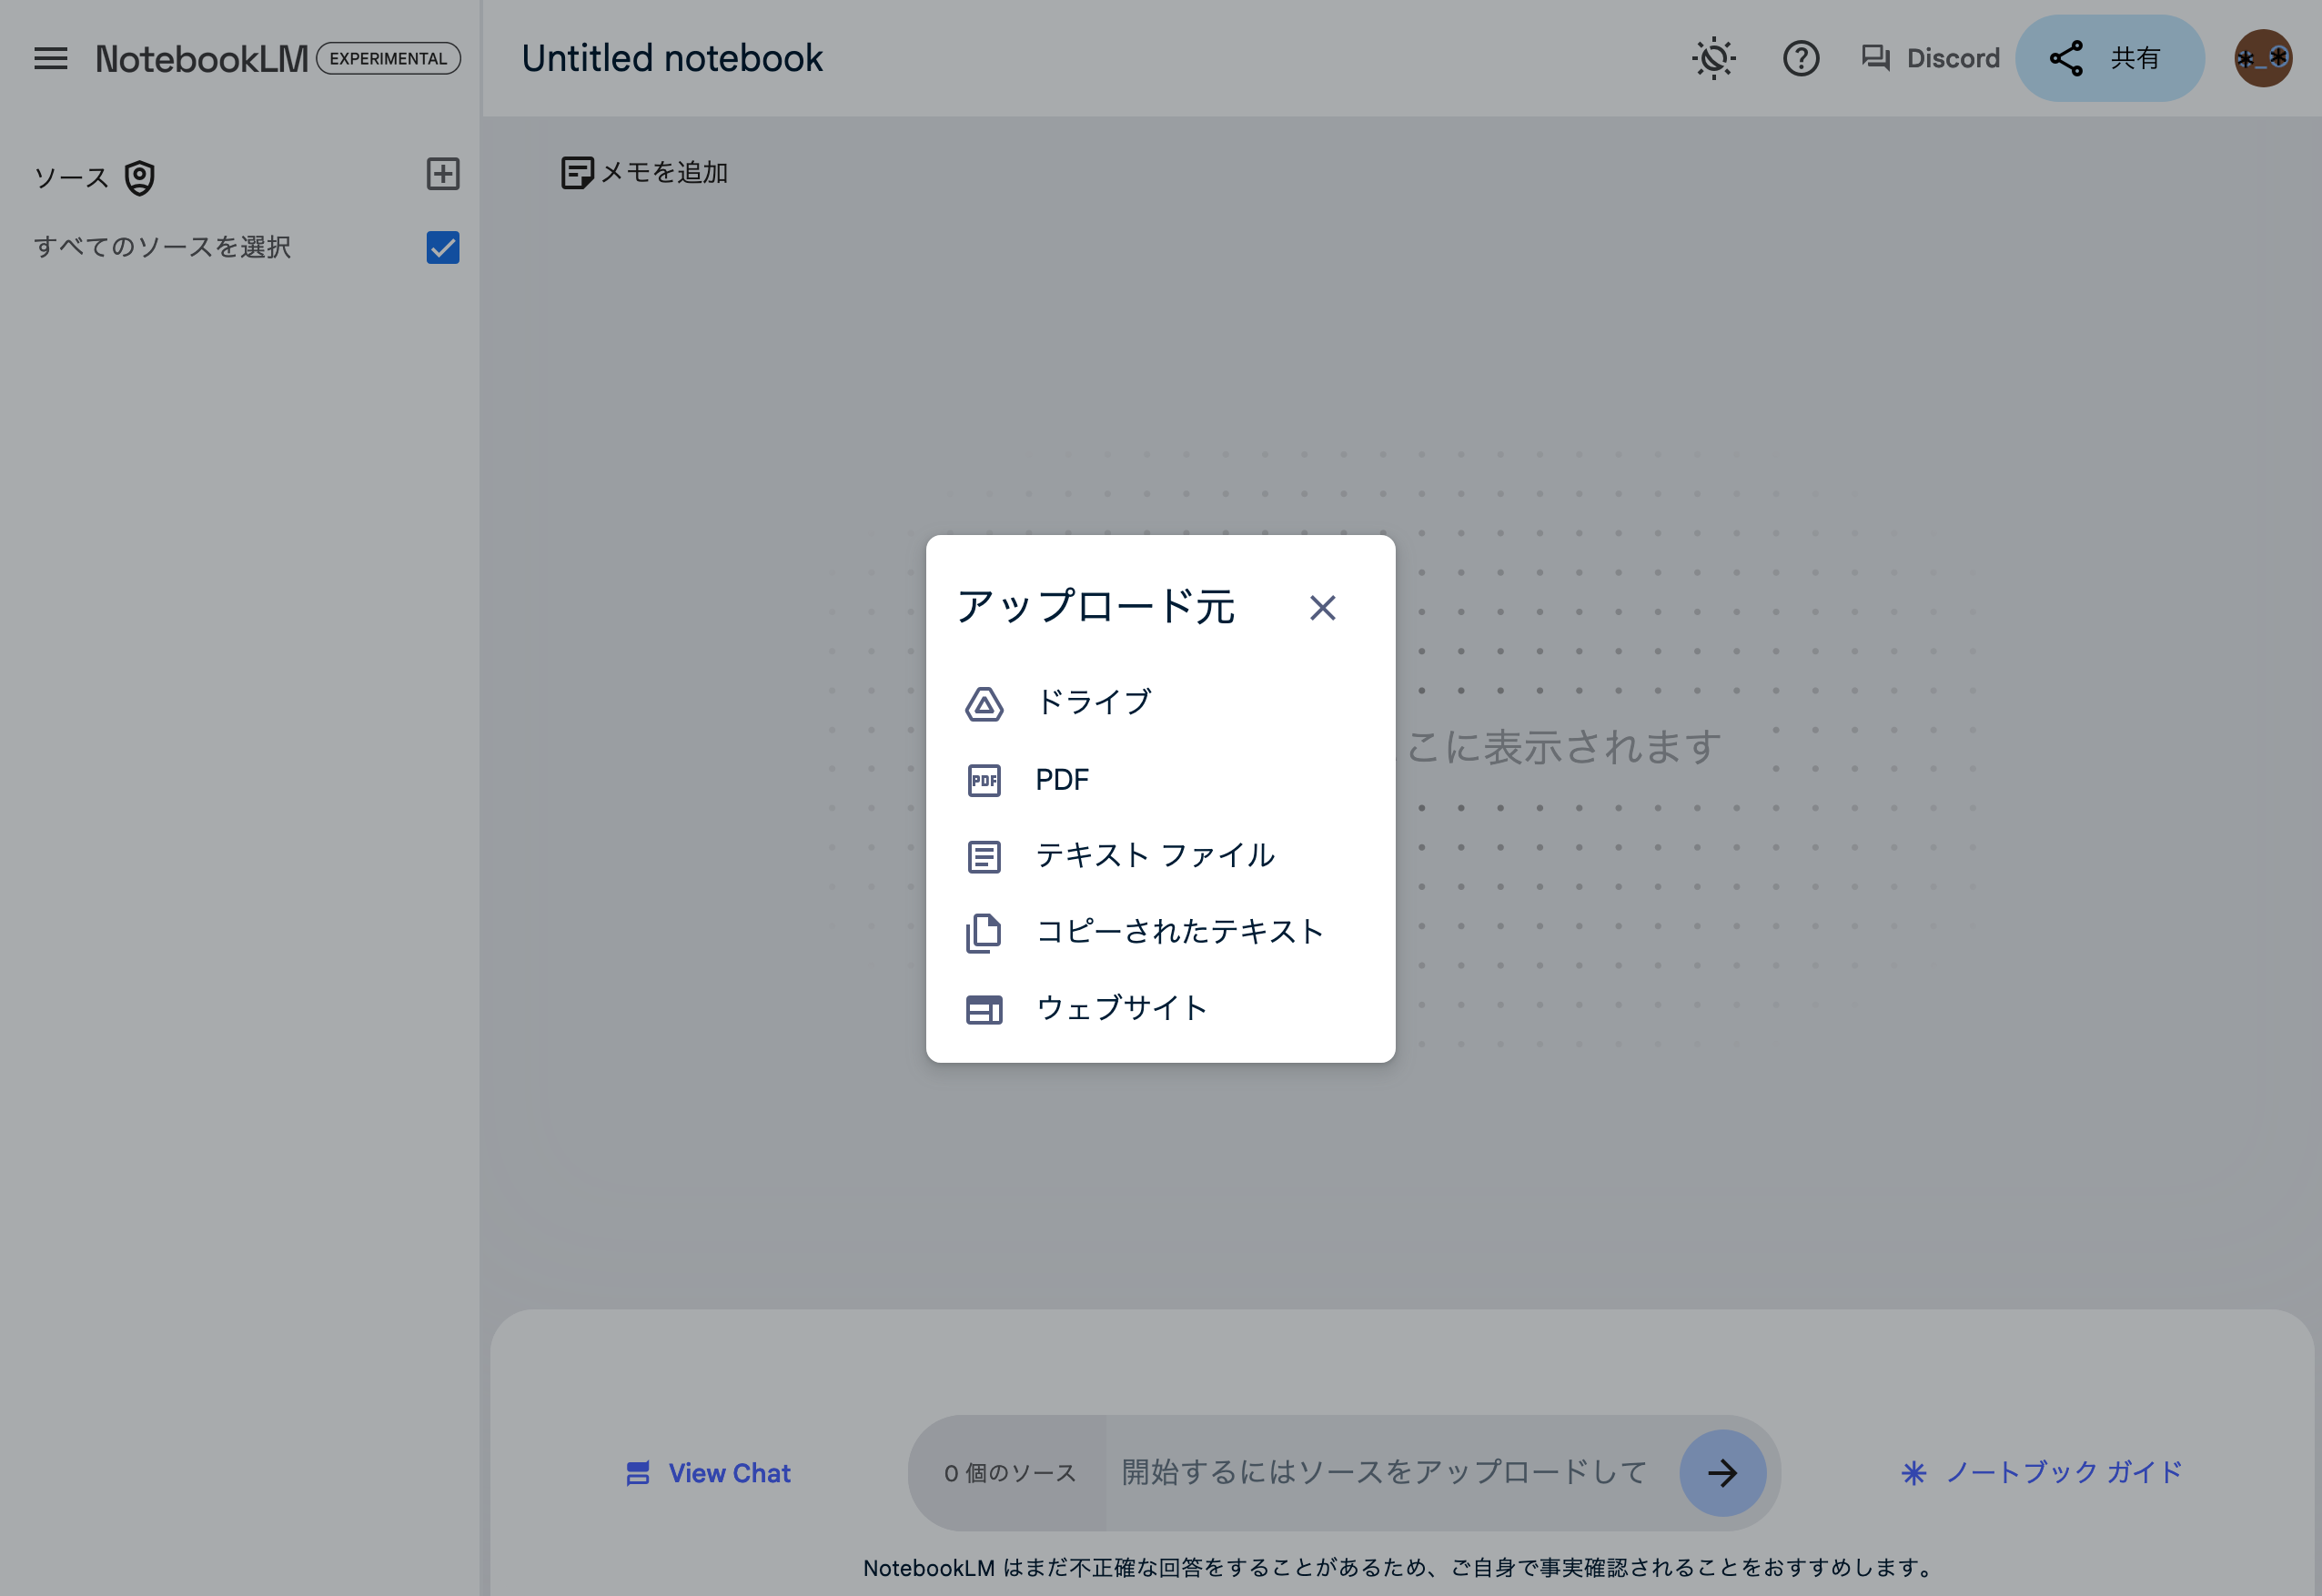 NotebookLM EXPERIMENTAL
Untitled notebook
Discord
共有
ソース
すべてのソースを選択
メモを追加
アップロード元
ドライブ
PDF
PDF
テキスト ファイル
コピーされたテキスト
ウェブサイト
こに表示されます
View Chat
0 個のソース
開始するにはソースをアップロードして
ノートブック ガイド
NotebookLM はまだ不正確な回答をすることがあるため、ご自身で事実確認されることをおすすめします。